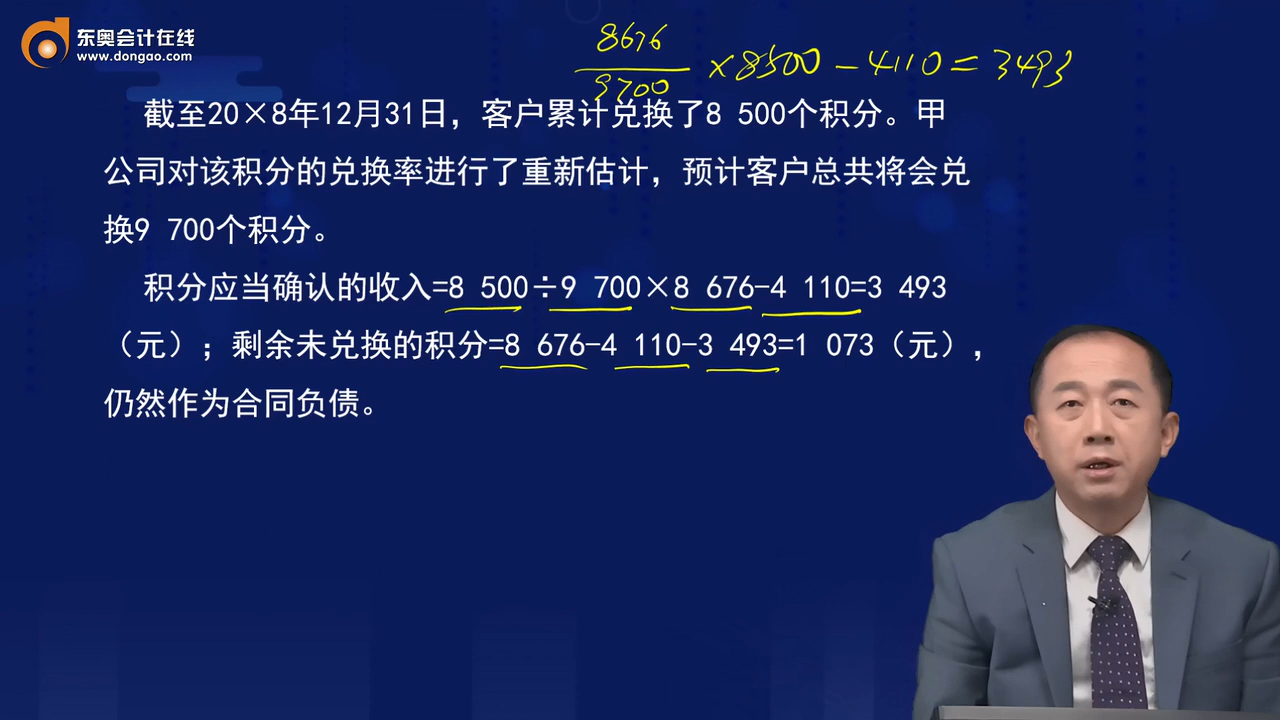 东奥会计在线
www.dongao.com
8676
9700
×8500-4110=3493
截至20×8年12月31日，客户累计兑换了8 500个积分。甲
公司对该积分的兑换率进行了重新估计，预计客户总共将会兑
换9 700个积分。
积分应当确认的收入=8 500÷9 700×8 676-4 110=3 493
（元）；剩余未兑换的积分=8 676-4 110-3 493=1 073（元），
仍然作为合同负债。